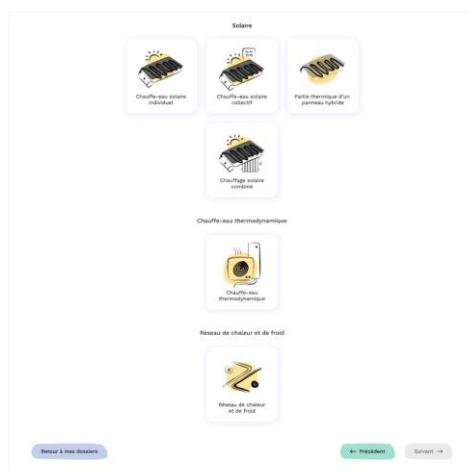 Solaire
Chauffe-eau solaire individuel
Chauffe-eau solaire collectif
Partie thermique d'un panneau hybride
Chauffage solaire combiné
Chauffe-eau thermodynamique
Chauffe-eau thermodynamique
Réseau de chaleur et de froid
Réseau de chaleur et de froid
Retour à mes dossiers
← Précédent
Suivant →